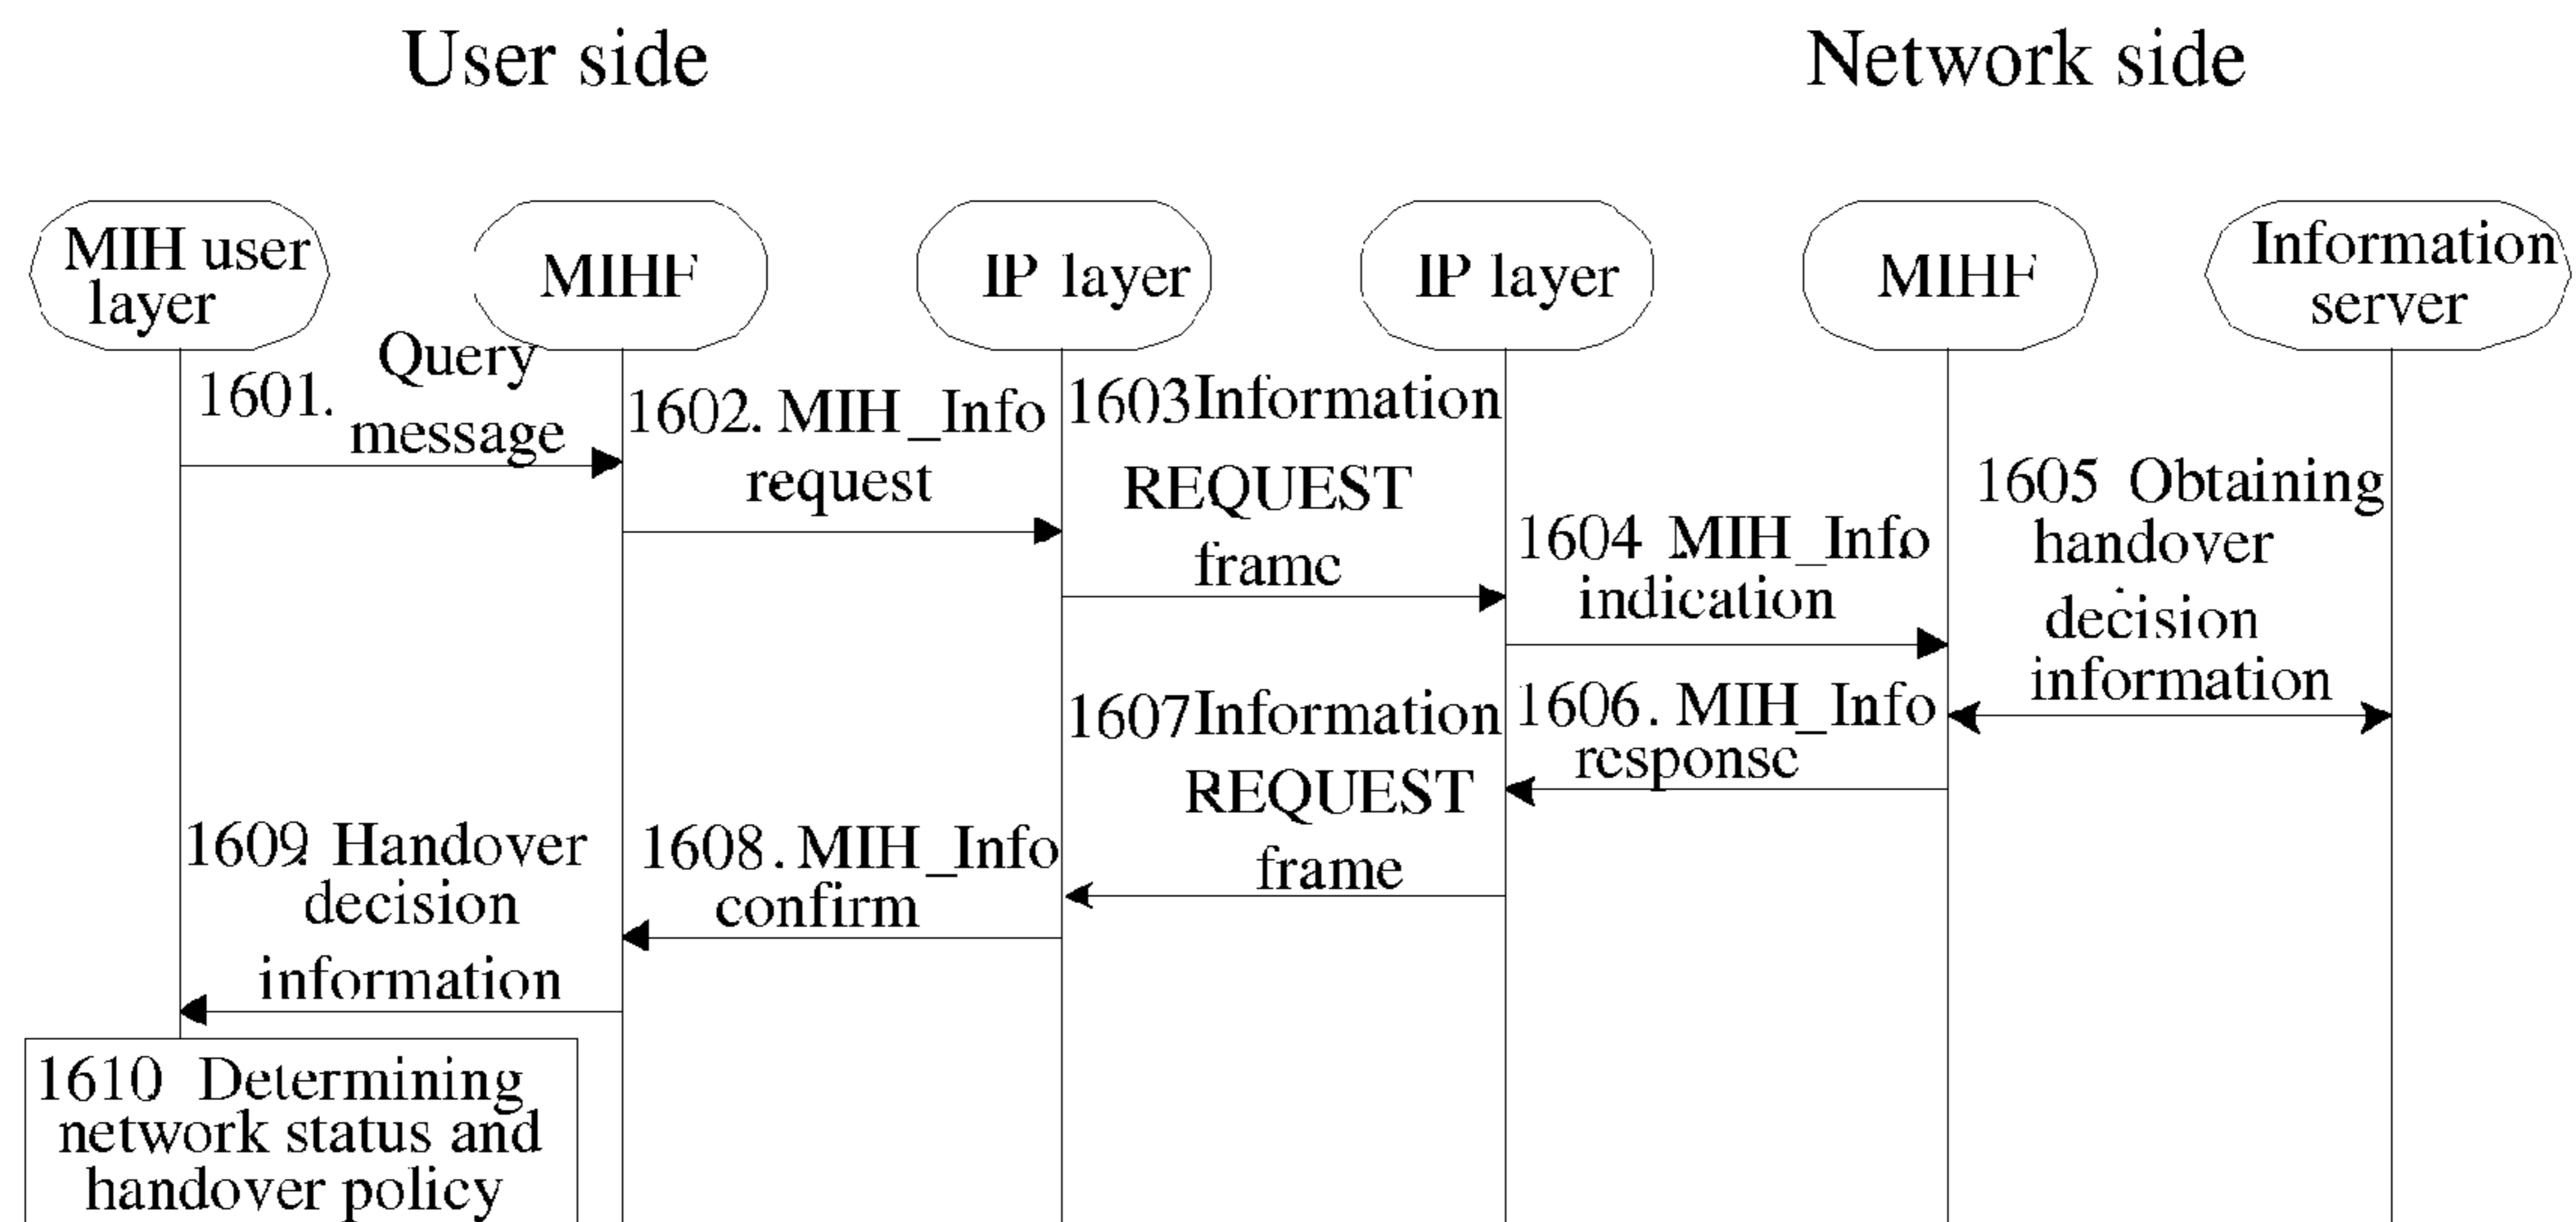 User side
Network side
MIH user
layer
MIHF
IP layer
IP layer
MIHF
Information
server
1601. Query
message
1602. MIH_Info
request
1603Information
REQUEST
frame
1604 MIH_Info
indication
1605 Obtaining
handover
decision
information
1606. MIH_Info
response
1607Information
REQUEST
frame
1608. MIH_Info
confirm
1609 Handover
decision
information
1610 Determining
network status and
handover policy